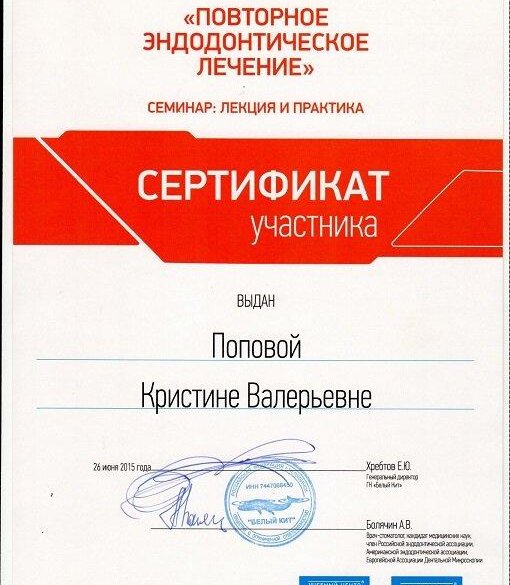 «ПОВТОРНОЕ
ЭНДОДОНТИЧЕСКОЕ
ЛЕЧЕНИЕ»
СЕМИНАР: ЛЕКЦИЯ И ПРАКТИКА
СЕРТИФИКАТ
участника
ВЫДАН
Поповой
Кристине Валерьевне
26 июня 2015 года
Хребтов Е.Ю.
Генеральный директор
ГК «Белый Кит»
ИНН 7447066450
"БЕЛЫЙ КИТ"
Болячин А.В.
Врач-стоматолог, кандидат медицинских наук,
член Российской эндодонтической ассоциации,
Американской эндодонтической ассоциации,
Европейской Ассоциации Дентальной Микроскопии